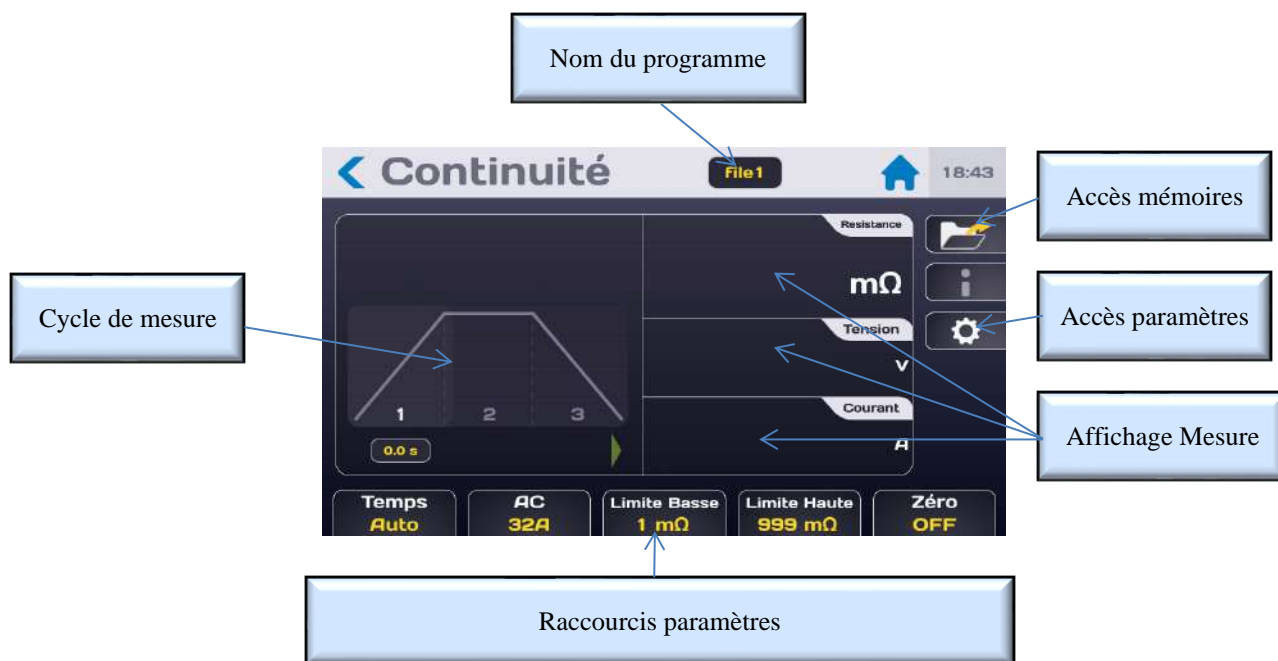 Nom du programme
Continuité
File1
18:43
Accès mémoires
Resistance
mΩ
Cycle de mesure
Accès paramètres
Tension
V
1 2 3
Courant
A
Affichage Mesure
0.0 s
Temps
Auto
AC
32A
Limite Basse
1 mΩ
Limite Haute
999 mΩ
Zéro
OFF
Raccourcis paramètres